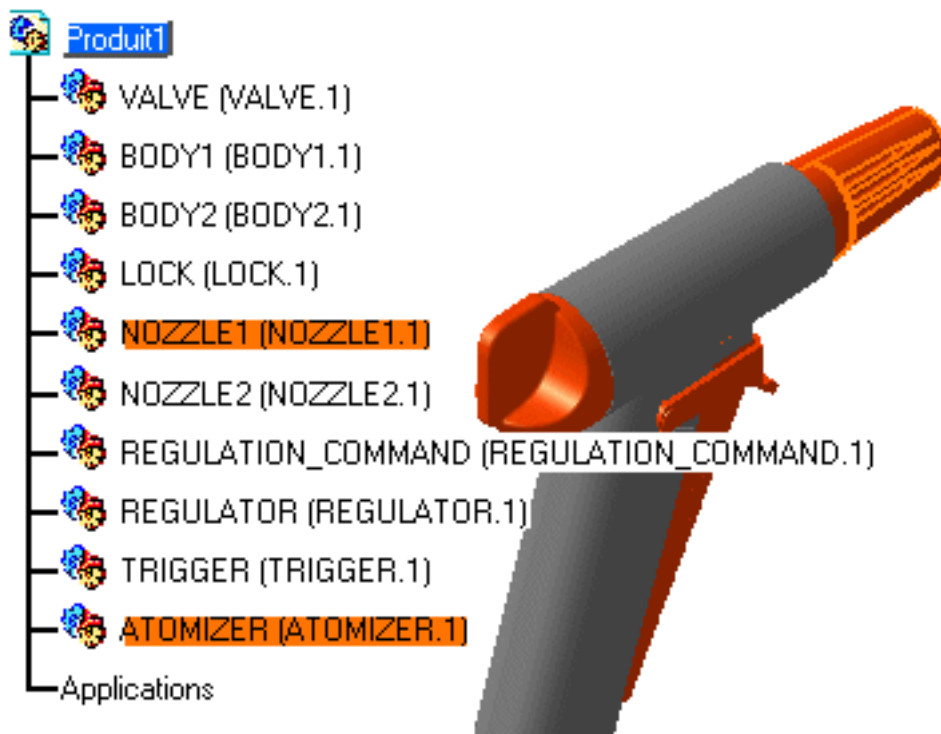 Produit1
VALVE (VALVE.1)
BODY1 (BODY1.1)
BODY2 (BODY2.1)
LOCK (LOCK.1)
NOZZLE1 (NOZZLE1.1)
NOZZLE2 (NOZZLE2.1)
REGULATION_COMMAND (REGULATION_COMMAND.1)
REGULATOR (REGULATOR.1)
TRIGGER (TRIGGER.1)
ATOMIZER (ATOMIZER.1)
Applications